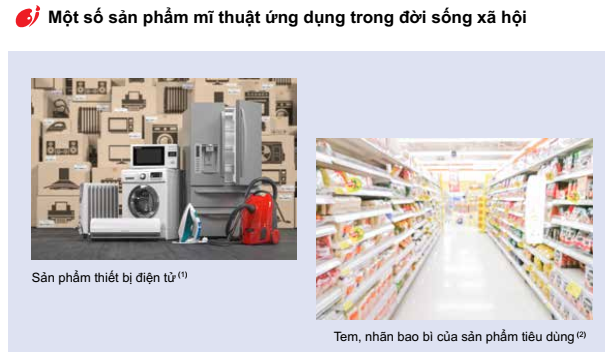 Một số sản phẩm mĩ thuật ứng dụng trong đời sống xã hội
Sản phẩm thiết bị điện tử (1)
Tem, nhãn bao bì của sản phẩm tiêu dùng (2)